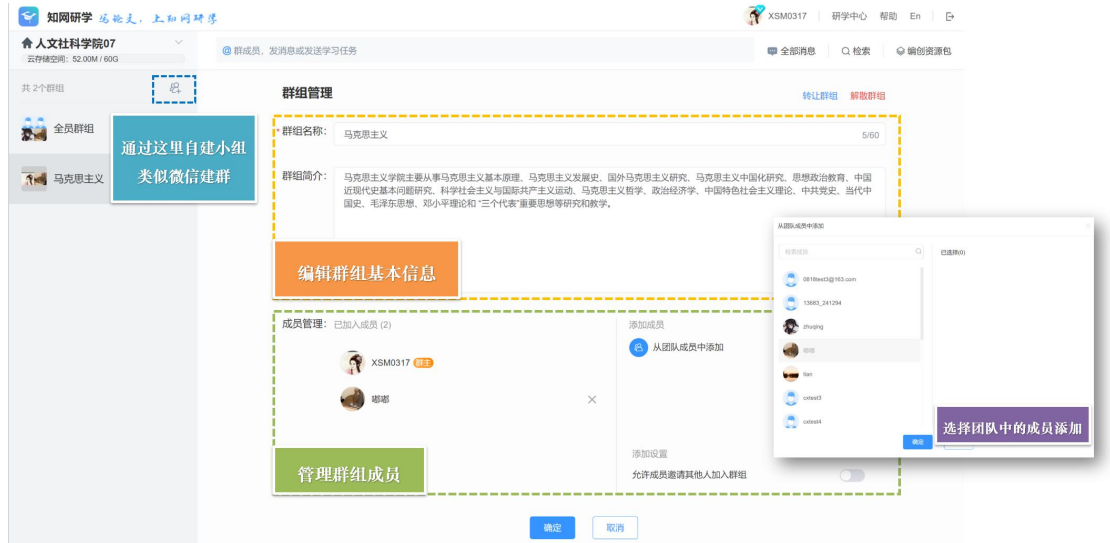 知网研学 写论文，上知网研学
XSM0317 研学中心 帮助 En
人文社科学院07
云存储空间：52.00M / 60G
@ 群成员，发消息或发送学习任务
全部消息 检索 编创资源包
共 2个群组
群组管理
转让群组 解散群组
全员群组
马克思主义
通过这里自建小组
类似微信建群
* 群组名称： 马克思主义 5/60
群组简介： 马克思主义学院主要从事马克思主义基本原理、马克思主义发展史、国外马克思主义研究、马克思主义中国化研究、思想政治教育、中国
近现代史基本问题研究、科学社会主义与国际共产主义运动、马克思主义哲学、政治经济学、中国特色社会主义理论、中共党史、当代中
国史、毛泽东思想、邓小平理论和 “三个代表”重要思想等研究和教学。
编辑群组基本信息
成员管理： 已加入成员 (2)
XSM0317 群主
嘟嘟
管理群组成员
添加成员
从团队成员中添加
添加设置
允许成员邀请其他人加入群组
从团队成员中添加
检索成员
已选择(0)
0818test3@163.com
13683_241294
zhuqing
嘟嘟
tian
cxtest3
cxtest4
确定
选择团队中的成员添加
确定 取消